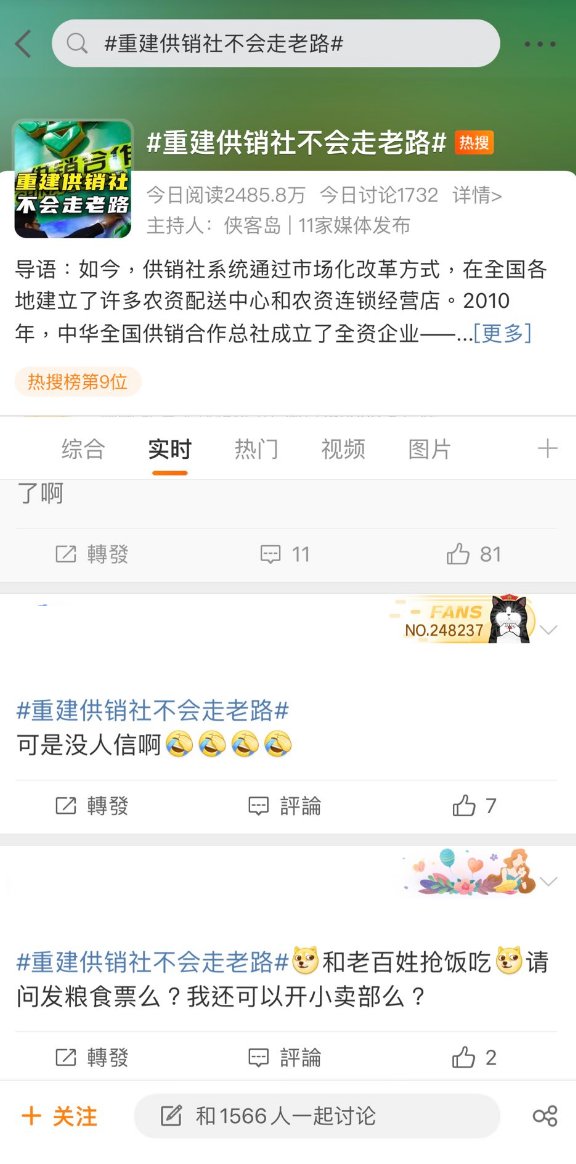 #重建供销社不会走老路#
#重建供销社不会走老路# 热搜
供销合作
重建供销社
不会走老路
今日阅读2485.8万 今日讨论1732 详情>
主持人：侠客岛 | 11家媒体发布
导语：如今，供销社系统通过市场化改革方式，在全国各
地建立了许多农资配送中心和农资连锁经营店。2010
年，中华全国供销合作总社成立了全资企业——...[更多]
热搜榜第9位
综合 实时 热门 视频 图片
了啊
轉發 11 81
FANS
NO.248237
#重建供销社不会走老路#
可是没人信啊
轉發 評論 7
#重建供销社不会走老路#和老百姓抢饭吃请
问发粮食票么？我还可以开小卖部么？
轉發 評論 2
+ 关注 和1566人一起讨论